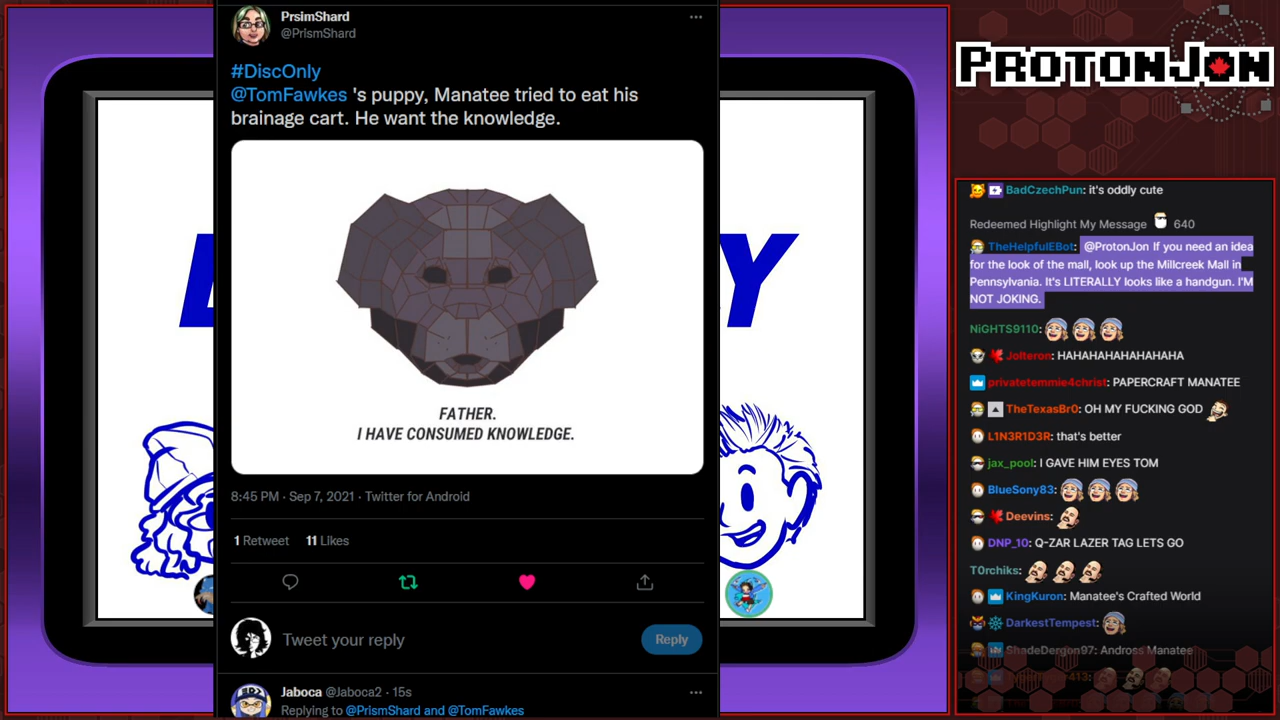 PrsimShard
@PrIsmShard
#DiscOnly
@TomFawkes 's puppy, Manatee tried to eat his
brainage cart. He want the knowledge.
FATHER.
I HAVE CONSUMED KNOWLEDGE.
8:45 PM · Sep 7, 2021 · Twitter for Android
1 Retweet 11 Likes
Tweet your reply
Reply
Jaboca @Jaboca2 · 15s
Replying to @PrismShard and @TomFawkes
Y
PROTONJON
BadCzechPun: it's oddly cute
Redeemed Highlight My Message 640
TheHelpfulEBot: @ProtonJon If you need an idea
for the look of the mall, look up the Millcreek Mall in
Pennsylvania. It's LITERALLY looks like a handgun. I'M
NOT JOKING.
NiGHTS9110:
Jolteron: HAHAHAHAHAHAHAHA
privatetemmie4christ: PAPERCRAFT MANATEE
TheTexasBr0: OH MY FUCKING GOD
L1N3R1D3R: that's better
jax_pool: I GAVE HIM EYES TOM
BlueSony83:
Deevins:
DNP_10: Q-ZAR LAZER TAG LETS GO
T0rchiks:
KingKuron: Manatee's Crafted World
DarkestTempest:
ShadeDergon97: Andross Manatee